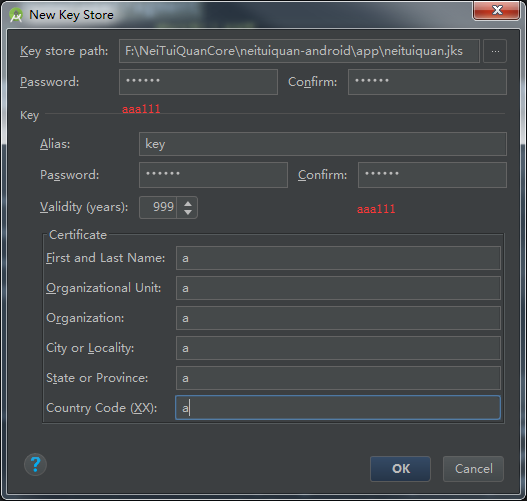 New Key Store
Key store path: F:\NeiTuiQuanCore\neituiquan-android\app\neituiquan.jks ...
Password: •••••• Confirm: ••••••
aaa111
Key
Alias: key
Password: •••••• Confirm: ••••••
Validity (years): 999
aaa111
Certificate
First and Last Name: a
Organizational Unit: a
Organization: a
City or Locality: a
State or Province: a
Country Code (XX): a
? OK Cancel